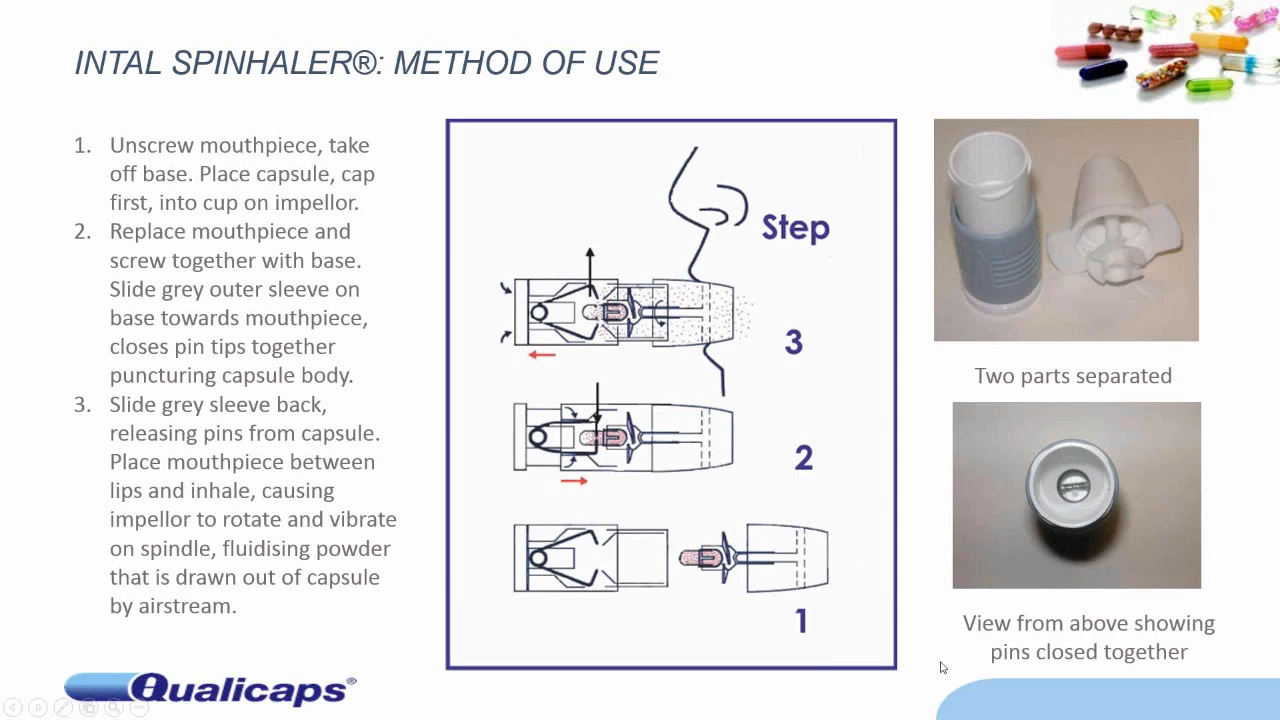 INTAL SPINHALER®: METHOD OF USE
1. Unscrew mouthpiece, take
off base. Place capsule, cap
first, into cup on impellor.
2. Replace mouthpiece and
screw together with base.
Slide grey outer sleeve on
base towards mouthpiece,
closes pin tips together
puncturing capsule body.
3. Slide grey sleeve back,
releasing pins from capsule.
Place mouthpiece between
lips and inhale, causing
impellor to rotate and vibrate
on spindle, fluidising powder
that is drawn out of capsule
by airstream.
Step
3
2
1
Two parts separated
View from above showing
pins closed together
Qualicaps®